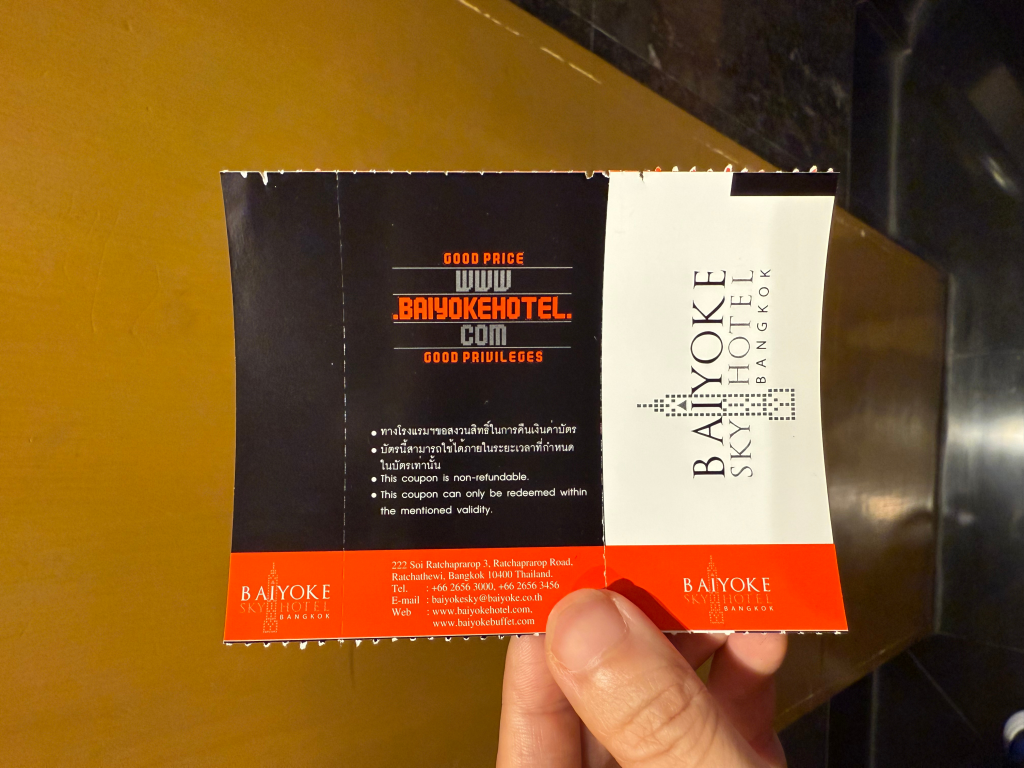 GOOD PRICE
WWW
.BAIYOKEHOTEL.
COM
GOOD PRIVILEGES
• ทางโรงแรมฯขอสงวนสิทธิ์ในการคืนเงินค่าบัตร
• บัตรนี้สามารถใช้ได้ภายในระยะเวลาที่กำหนด
ในบัตรเท่านั้น
• This coupon is non-refundable.
• This coupon can only be redeemed within
the mentioned validity.
BAIYOKE
SKY HOTEL
BANGKOK
222 Soi Ratchaprarop 3, Ratchaprarop Road,
Ratchathewi, Bangkok 10400 Thailand.
Tel. : +66 2656 3000, +66 2656 3456
E-mail : baiyokesky@baiyoke.co.th
Web : www.baiyokehotel.com,
www.baiyokebuffet.com
BAIYOKE
SKY HOTEL
BANGKOK
BAIYOKE
SKY HOTEL
BANGKOK